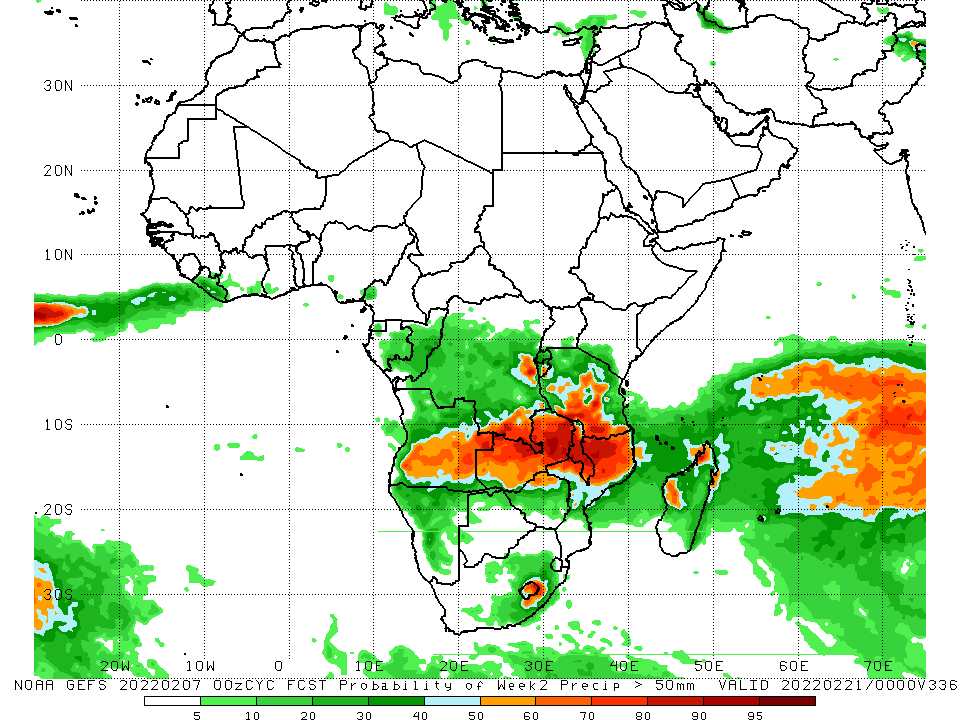 30N
20N
10N
0
10S
20S
30S
20W 10W 0 10E 20E 30E 40E 50E 60E 70E
NOAA GEFS 20220207 00zCYC FCST Probability of Week2 Precip > 50mm VALID 20220221/0000V336
5 10 20 30 40 50 60 70 80 90 95